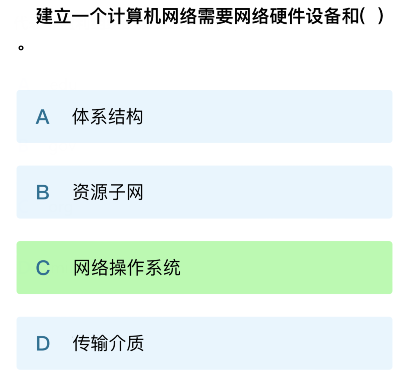 建立一个计算机网络需要网络硬件设备和( )
。
A 体系结构
B 资源子网
C 网络操作系统
D 传输介质